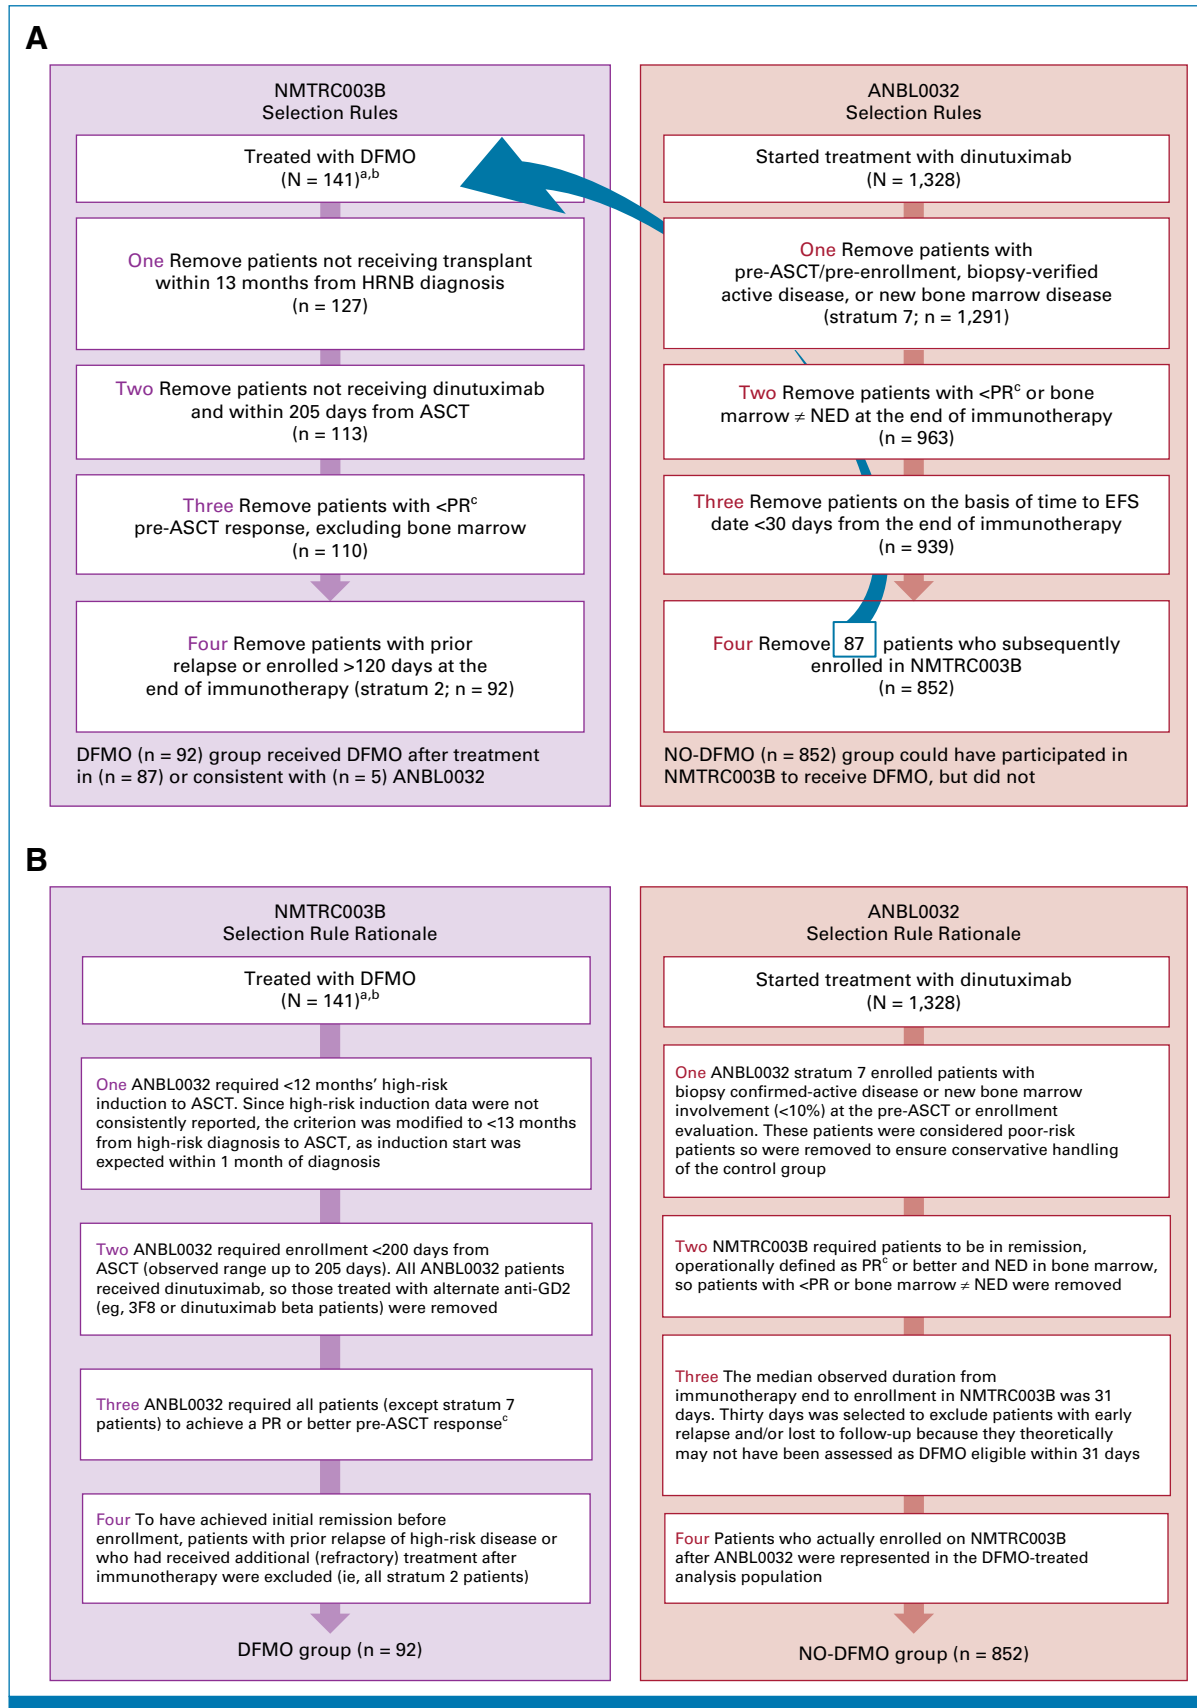 A
NMTRC003B
Selection Rules
Treated with DFMO
(N = 141)a,b
One Remove patients not receiving transplant
within 13 months from HRNB diagnosis
(n = 127)
Two Remove patients not receiving dinutuximab
and within 205 days from ASCT
(n = 113)
Three Remove patients with <PRc
pre-ASCT response, excluding bone marrow
(n = 110)
Four Remove patients with prior
relapse or enrolled >120 days at the
end of immunotherapy (stratum 2; n = 92)
DFMO (n = 92) group received DFMO after treatment
in (n = 87) or consistent with (n = 5) ANBL0032
ANBL0032
Selection Rules
Started treatment with dinutuximab
(N = 1,328)
One Remove patients with
pre-ASCT/pre-enrollment, biopsy-verified
active disease, or new bone marrow disease
(stratum 7; n = 1,291)
Two Remove patients with <PRc or bone
marrow ≠ NED at the end of immunotherapy
(n = 963)
Three Remove patients on the basis of time to EFS
date <30 days from the end of immunotherapy
(n = 939)
Four Remove 87 patients who subsequently
enrolled in NMTRC003B
(n = 852)
NO-DFMO (n = 852) group could have participated in
NMTRC003B to receive DFMO, but did not
B
NMTRC003B
Selection Rule Rationale
Treated with DFMO
(N = 141)a,b
One ANBL0032 required <12 months' high-risk
induction to ASCT. Since high-risk induction data were not
consistently reported, the criterion was modified to <13 months
from high-risk diagnosis to ASCT, as induction start was
expected within 1 month of diagnosis
Two ANBL0032 required enrollment <200 days from
ASCT (observed range up to 205 days). All ANBL0032 patients
received dinutuximab, so those treated with alternate anti-GD2
(eg, 3F8 or dinutuximab beta patients) were removed
Three ANBL0032 required all patients (except stratum 7
patients) to achieve a PR or better pre-ASCT responsec
Four To have achieved initial remission before
enrollment, patients with prior relapse of high-risk disease or
who had received additional (refractory) treatment after
immunotherapy were excluded (ie, all stratum 2 patients)
DFMO group (n = 92)
ANBL0032
Selection Rule Rationale
Started treatment with dinutuximab
(N = 1,328)
One ANBL0032 stratum 7 enrolled patients with
biopsy confirmed-active disease or new bone marrow
involvement (<10%) at the pre-ASCT or enrollment
evaluation. These patients were considered poor-risk
patients so were removed to ensure conservative handling
of the control group
Two NMTRC003B required patients to be in remission,
operationally defined as PRc or better and NED in bone marrow,
so patients with <PR or bone marrow ≠ NED were removed
Three The median observed duration from
immunotherapy end to enrollment in NMTRC003B was 31
days. Thirty days was selected to exclude patients with early
relapse and/or lost to follow-up because they theoretically
may not have been assessed as DFMO eligible within 31 days
Four Patients who actually enrolled on NMTRC003B
after ANBL0032 were represented in the DFMO-treated
analysis population
NO-DFMO group (n = 852)